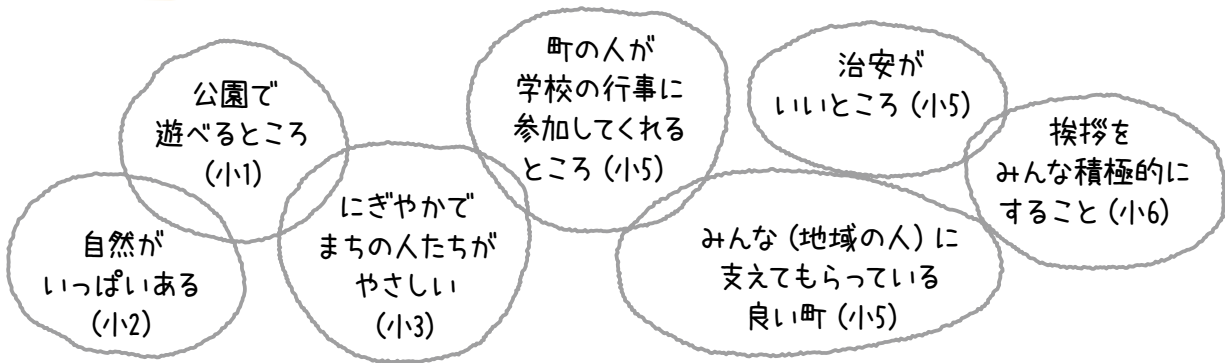 自然が
いっぱいある
(小2)
公園で
遊べるところ
(小1)
にぎやかで
まちの人たちが
やさしい
(小3)
町の人が
学校の行事に
参加してくれる
ところ (小5)
みんな (地域の人) に
支えてもらっている
良い町 (小5)
治安が
いいところ (小5)
挨拶を
みんな積極的に
すること (小6)